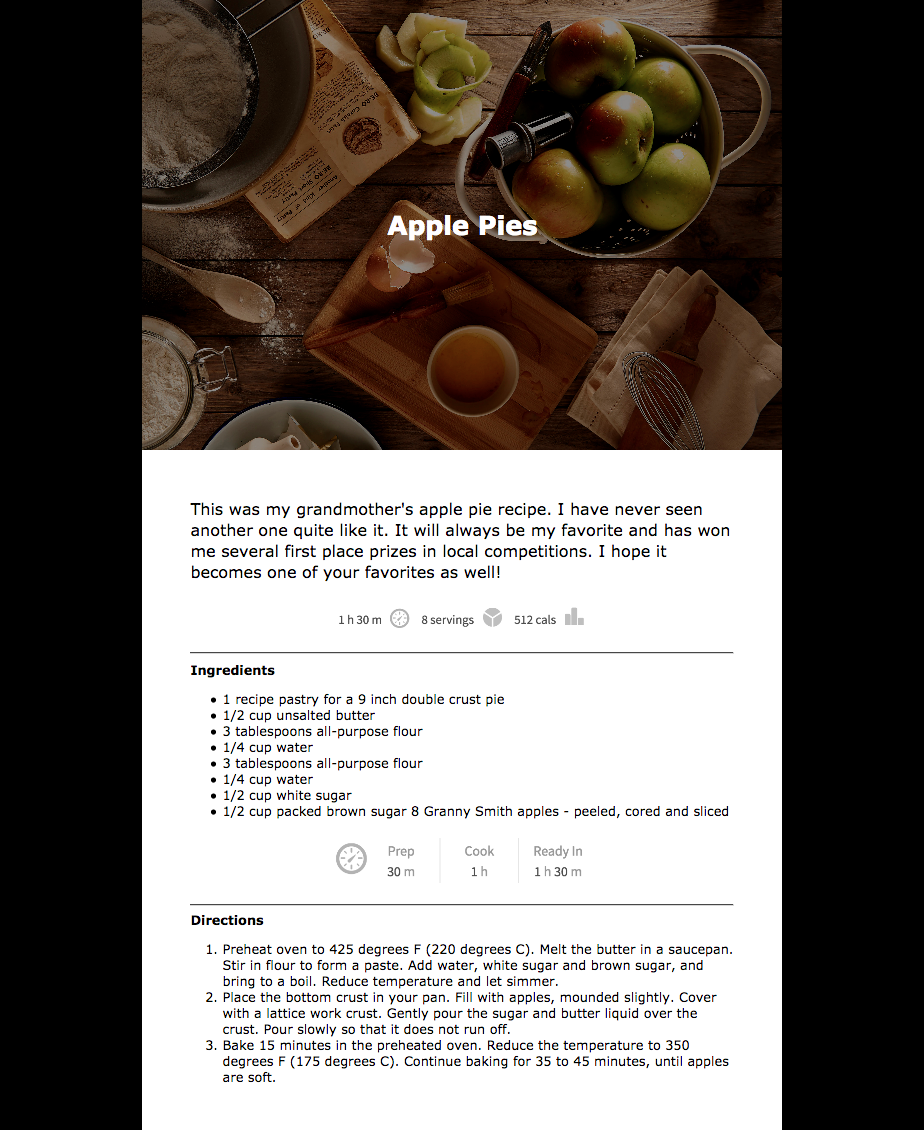 Apple Pies
This was my grandmother's apple pie recipe. I have never seen
another one quite like it. It will always be my favorite and has won
me several first place prizes in local competitions. I hope it
becomes one of your favorites as well!
1 h 30 m 8 servings 512 cals
Ingredients
• 1 recipe pastry for a 9 inch double crust pie
• 1/2 cup unsalted butter
• 3 tablespoons all-purpose flour
• 1/4 cup water
• 3 tablespoons all-purpose flour
• 1/4 cup water
• 1/2 cup white sugar
• 1/2 cup packed brown sugar 8 Granny Smith apples - peeled, cored and sliced
Prep Cook Ready In
30 m 1 h 1 h 30 m
Directions
1. Preheat oven to 425 degrees F (220 degrees C). Melt the butter in a saucepan.
Stir in flour to form a paste. Add water, white sugar and brown sugar, and
bring to a boil. Reduce temperature and let simmer.
2. Place the bottom crust in your pan. Fill with apples, mounded slightly. Cover
with a lattice work crust. Gently pour the sugar and butter liquid over the
crust. Pour slowly so that it does not run off.
3. Bake 15 minutes in the preheated oven. Reduce the temperature to 350
degrees F (175 degrees C). Continue baking for 35 to 45 minutes, until apples
are soft.